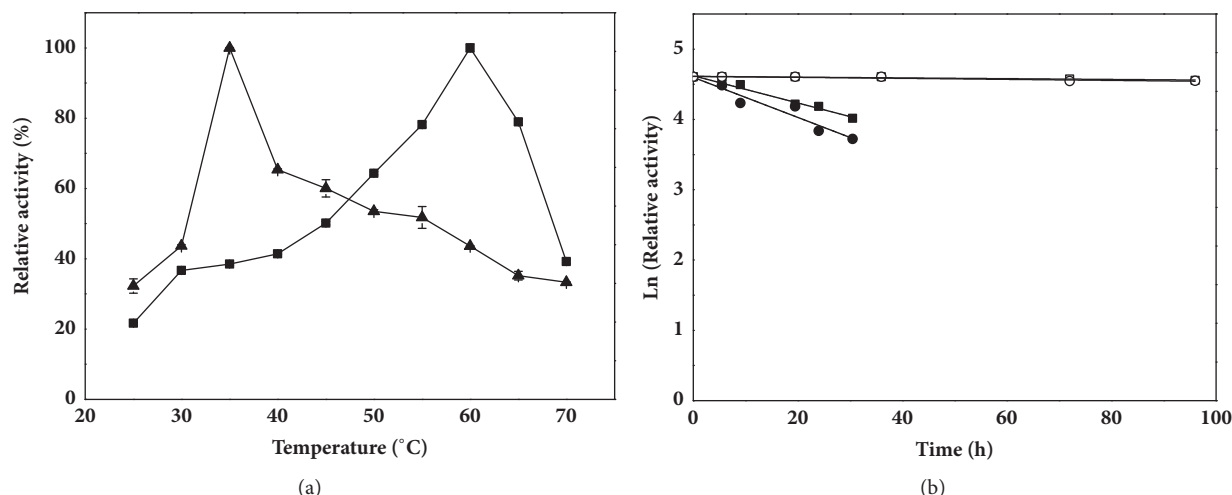 100
80
60
40
20
0
20 30 40 50 60 70
Relative activity (%)
Temperature (°C)
(a)
5
4
3
2
1
0
0 20 40 60 80 100
Ln (Relative activity)
Time (h)
(b)